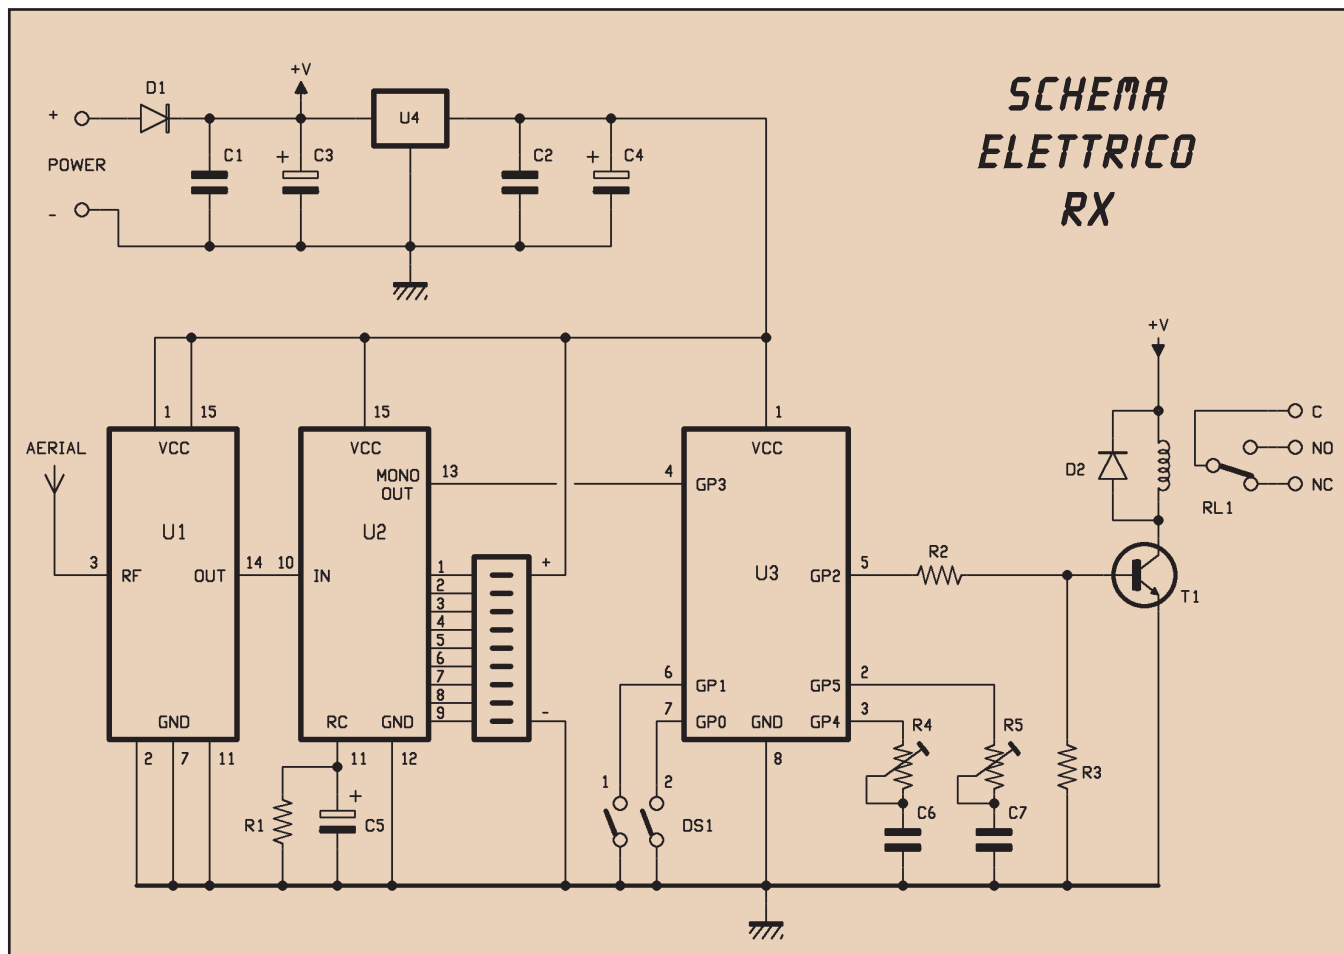 SCHEMA
ELETTRICO
RX
+V
D1
+
U4
C1
+
C3
C2
+
C4
POWER
-
+V
1
15
15
1
C
AERIAL
VCC
VCC
VCC
NO
MONO
OUT
13
4
GP3
D2
NC
RL1
U1
U2
U3
3
RF
OUT
14
10
IN
1
+
GP2
5
R2
T1
2
3
4
5
6
7
8
9
-
6
GP1
GP5
2
7
GP0
GND
GP4
3
GND
RC
GND
R4
R5
2
7
11
11
12
8
R3
1
2
+
R1
C5
DS1
C6
C7